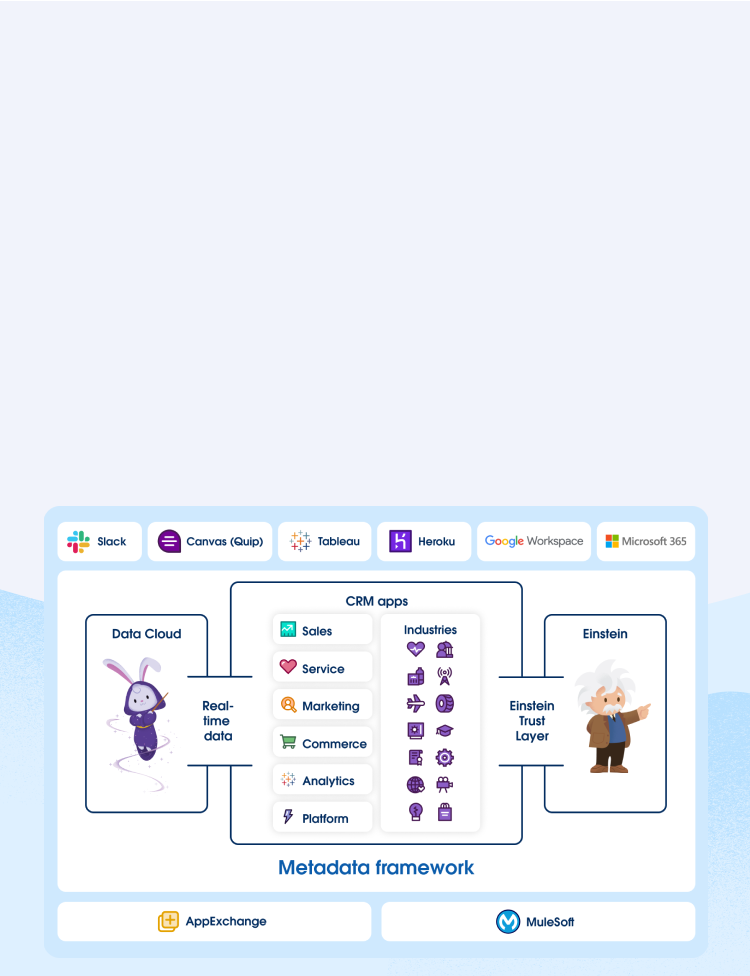 Slack
Canvas (Quip)
Tableau
Heroku
Google Workspace
Microsoft 365
CRM apps
Data Cloud
Real-
time
data
Sales
Service
Marketing
Commerce
Analytics
Platform
Industries
Einstein
Trust
Layer
Einstein
Metadata framework
AppExchange
MuleSoft